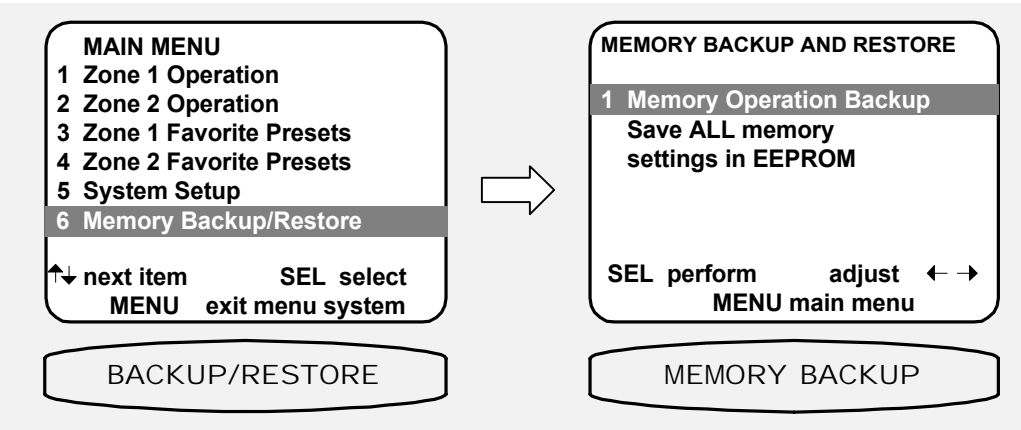 MAIN MENU
1 Zone 1 Operation
2 Zone 2 Operation
3 Zone 1 Favorite Presets
4 Zone 2 Favorite Presets
5 System Setup
6 Memory Backup/Restore
next item SEL select
MENU exit menu system
BACKUP/RESTORE
MEMORY BACKUP AND RESTORE
1 Memory Operation Backup
Save ALL memory
settings in EEPROM
SEL perform adjust ← →
MENU main menu
MEMORY BACKUP